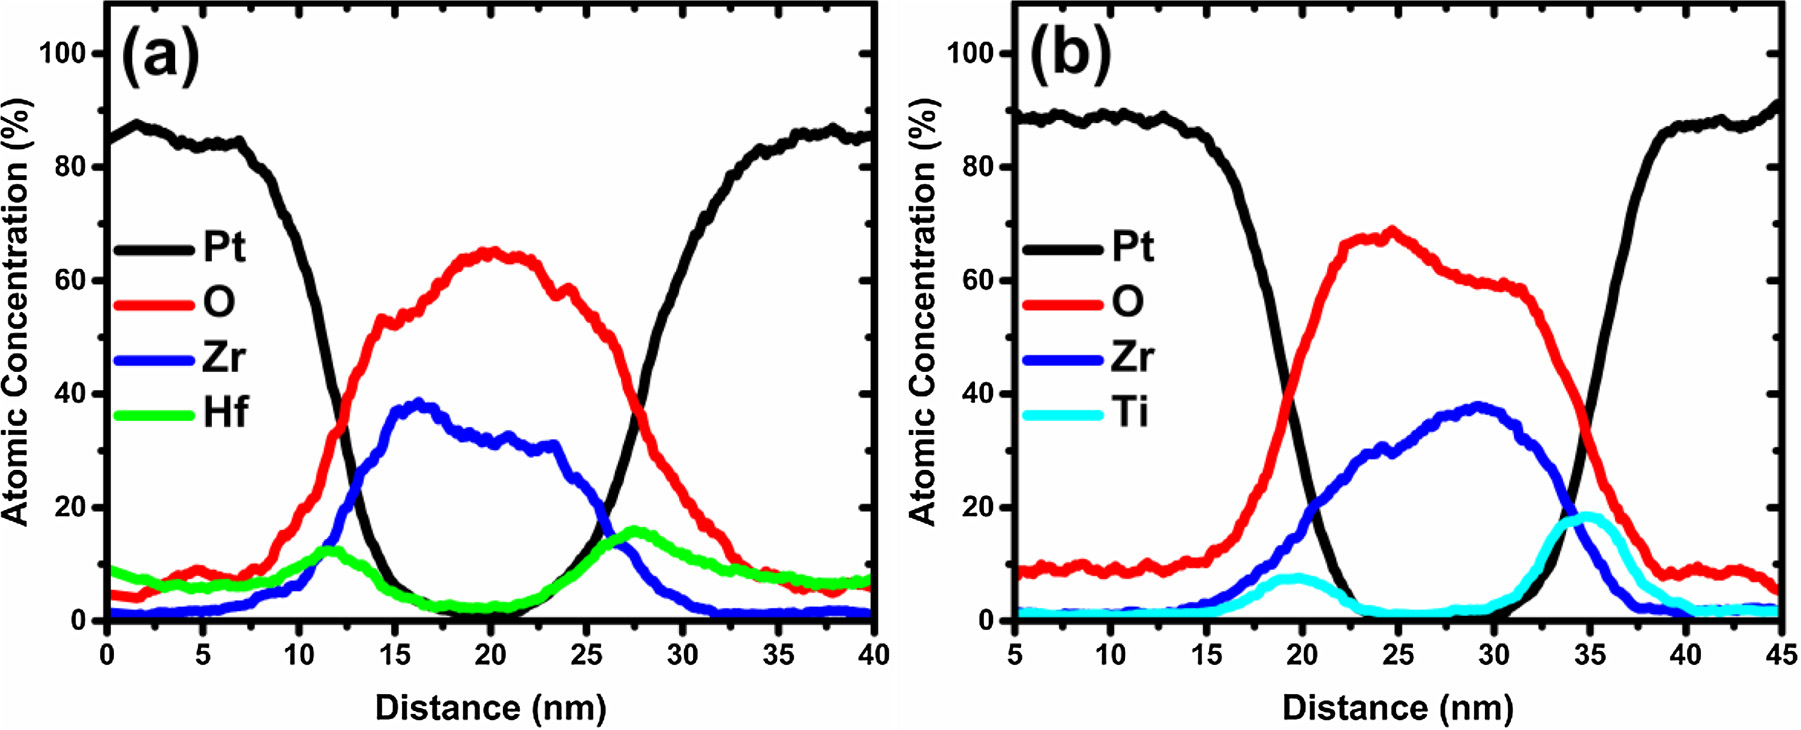 (a)
100
80
60
40
20
0
Atomic Concentration (%)
Pt
O
Zr
Hf
0 5 10 15 20 25 30 35 40
Distance (nm)
(b)
100
80
60
40
20
0
Atomic Concentration (%)
Pt
O
Zr
Ti
5 10 15 20 25 30 35 40 45
Distance (nm)